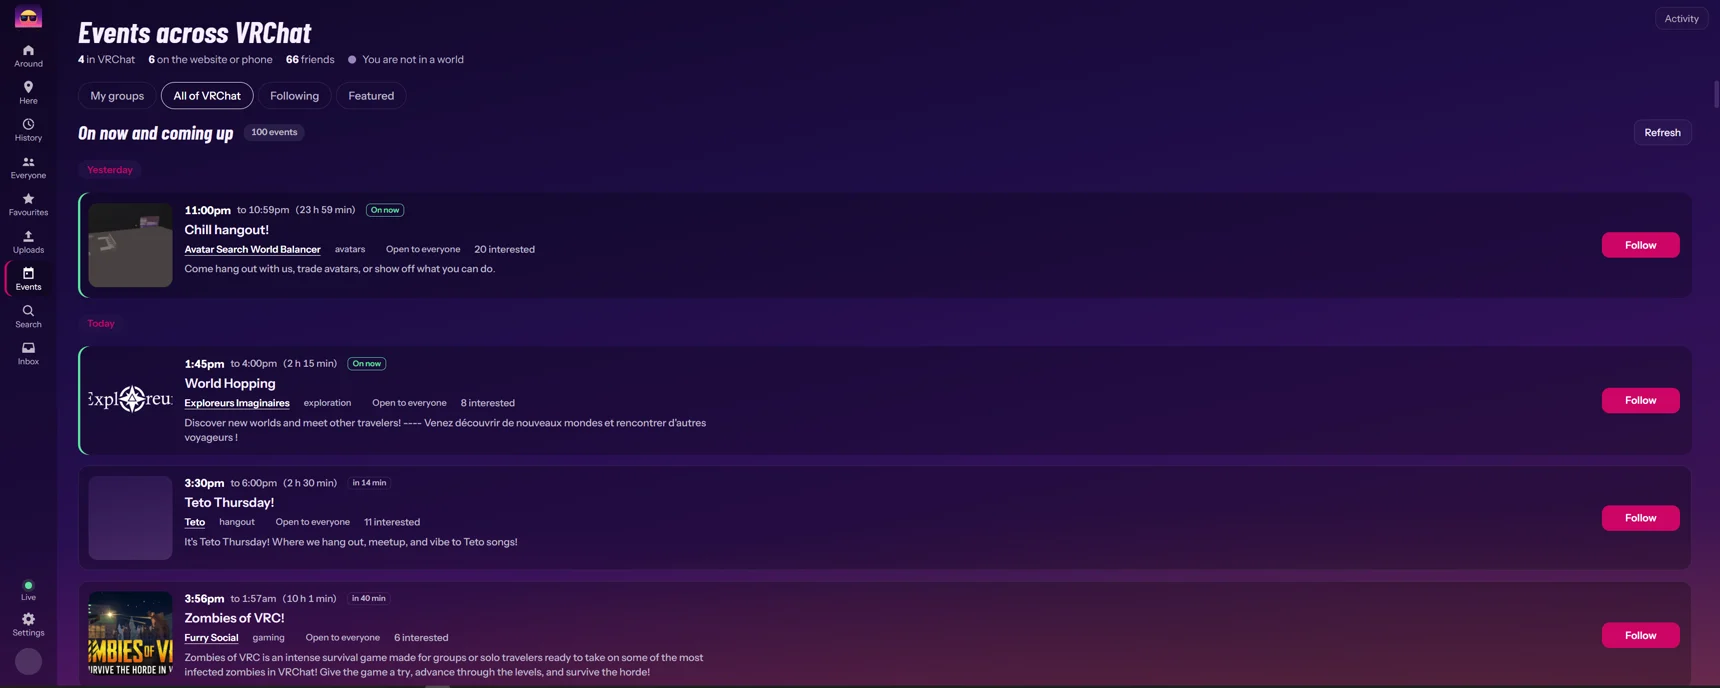 Activity
Events across VRChat
4 in VRChat 6 on the website or phone 66 friends You are not in a world
My groups All of VRChat Following Featured
On now and coming up 100 events Refresh
Around
Here
History
Everyone
Favourites
Uploads
Events
Search
Inbox
Live
Settings
Yesterday
11:00pm to 10:59pm (23 h 59 min) On now
Chill hangout!
Avatar Search World Balancer avatars Open to everyone 20 interested
Come hang out with us, trade avatars, or show off what you can do.
Follow
Today
Exploreur
1:45pm to 4:00pm (2 h 15 min) On now
World Hopping
Exploreurs Imaginaires exploration Open to everyone 8 interested
Discover new worlds and meet other travelers! ---- Venez découvrir de nouveaux mondes et rencontrer d'autres
voyageurs !
Follow
3:30pm to 6:00pm (2 h 30 min) in 14 min
Teto Thursday!
Teto hangout Open to everyone 11 interested
It's Teto Thursday! Where we hang out, meetup, and vibe to Teto songs!
Follow
MBIES OF V
URVIVE THE HORDE IN V
3:56pm to 1:57am (10 h 1 min) in 40 min
Zombies of VRC!
Furry Social gaming Open to everyone 6 interested
Zombies of VRC is an intense survival game made for groups or solo travelers ready to take on some of the most
infected zombies in VRChat! Give the game a try, advance through the levels, and survive the horde!
Follow